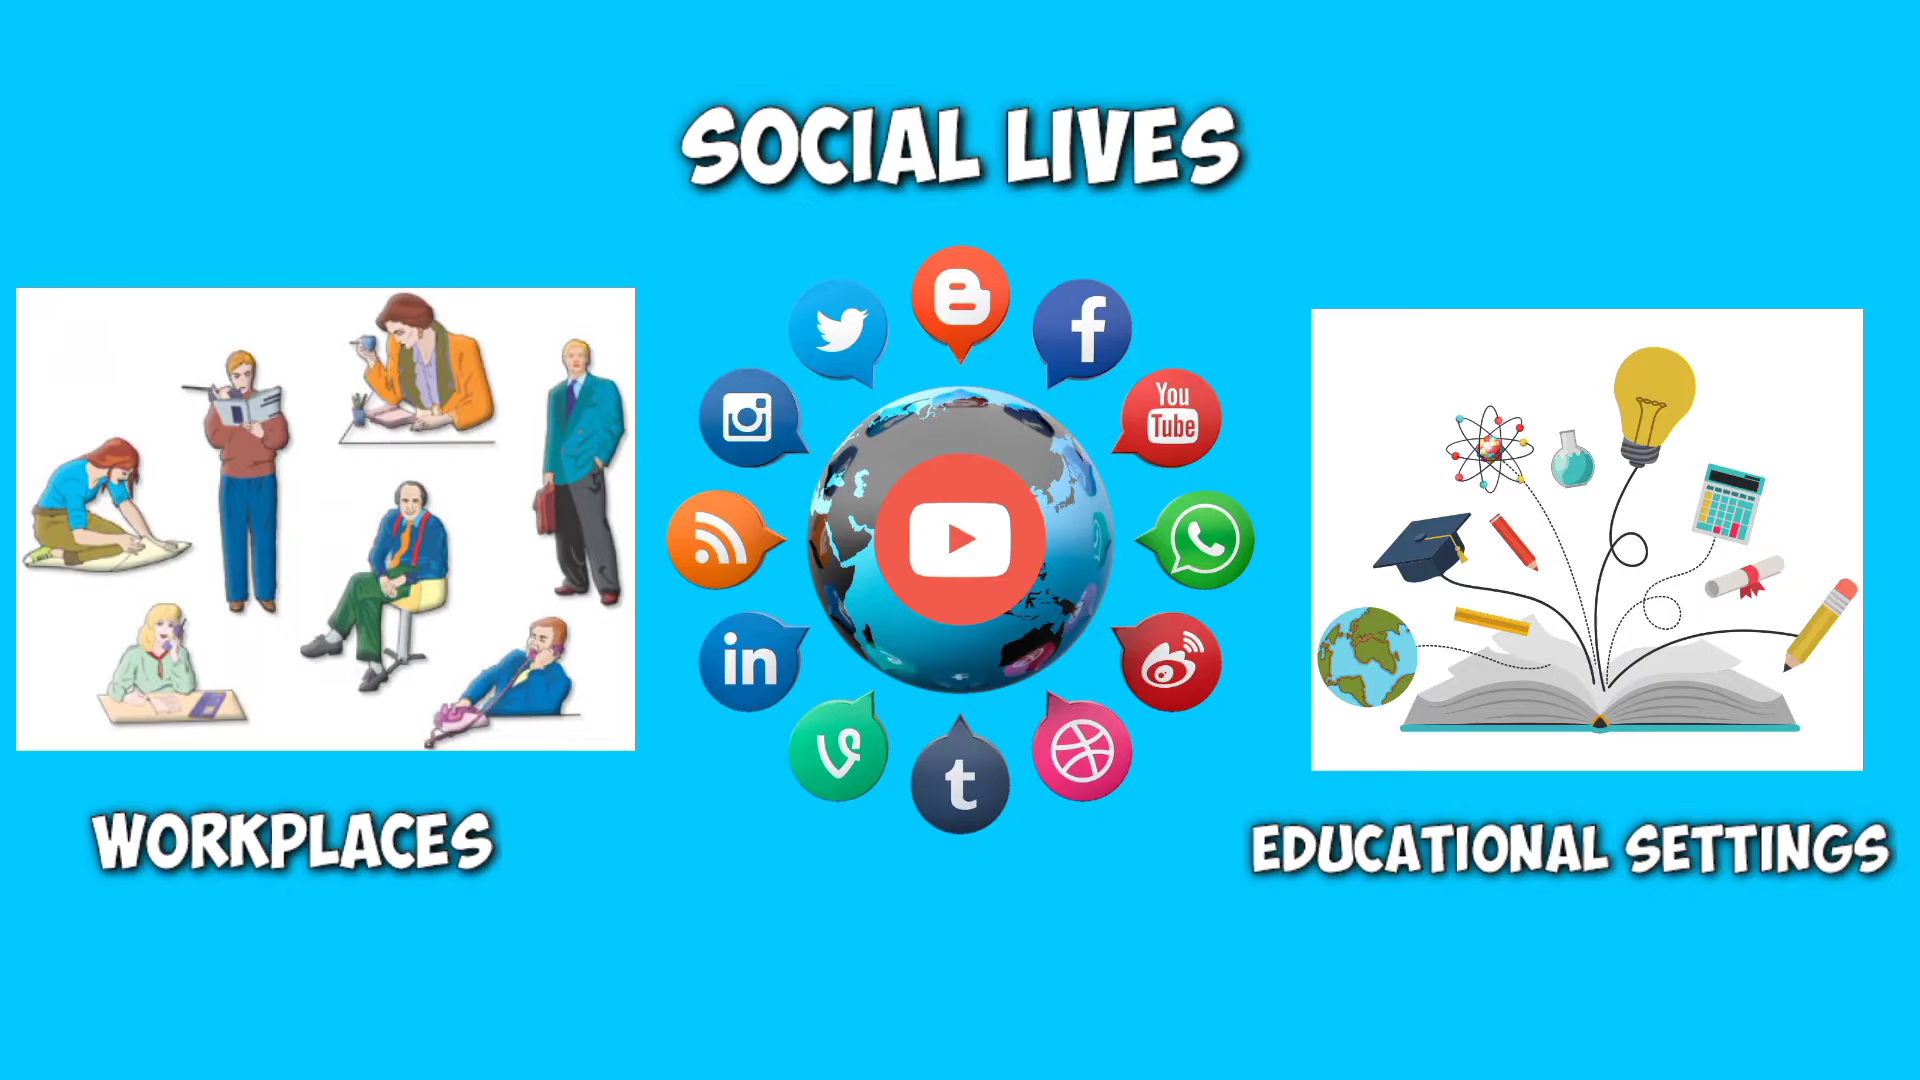 SOCIAL LIVES
You
Tube
in
t
WORKPLACES
EDUCATIONAL SETTINGS